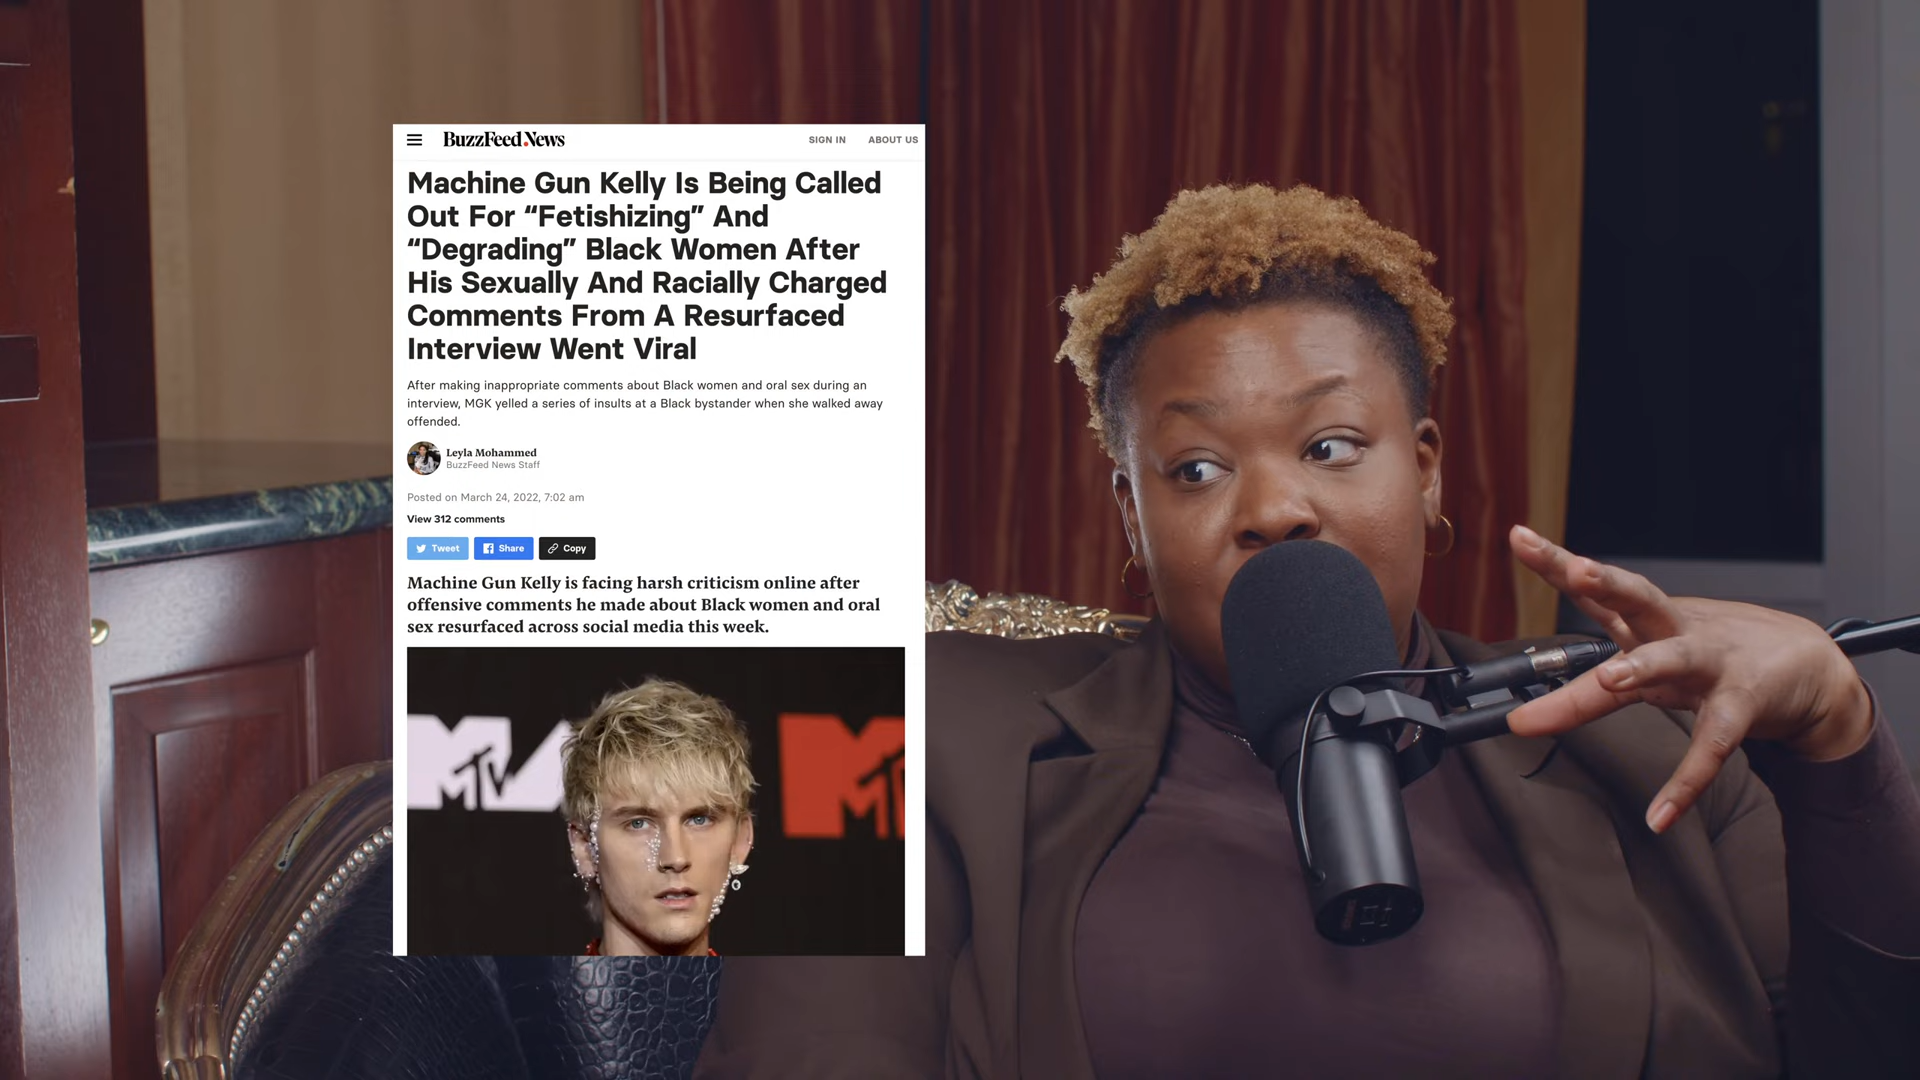 BuzzFeed News
SIGN IN
ABOUT US
Machine Gun Kelly Is Being Called
Out For “Fetishizing” And
“Degrading” Black Women After
His Sexually And Racially Charged
Comments From A Resurfaced
Interview Went Viral
After making inappropriate comments about Black women and oral sex during an
interview, MGK yelled a series of insults at a Black bystander when she walked away
offended.
Leyla Mohammed
BuzzFeed News Staff
Posted on March 24, 2022, 7:02 am
View 312 comments
Tweet
Share
Copy
Machine Gun Kelly is facing harsh criticism online after
offensive comments he made about Black women and oral
sex resurfaced across social media this week.
MTV
MTV